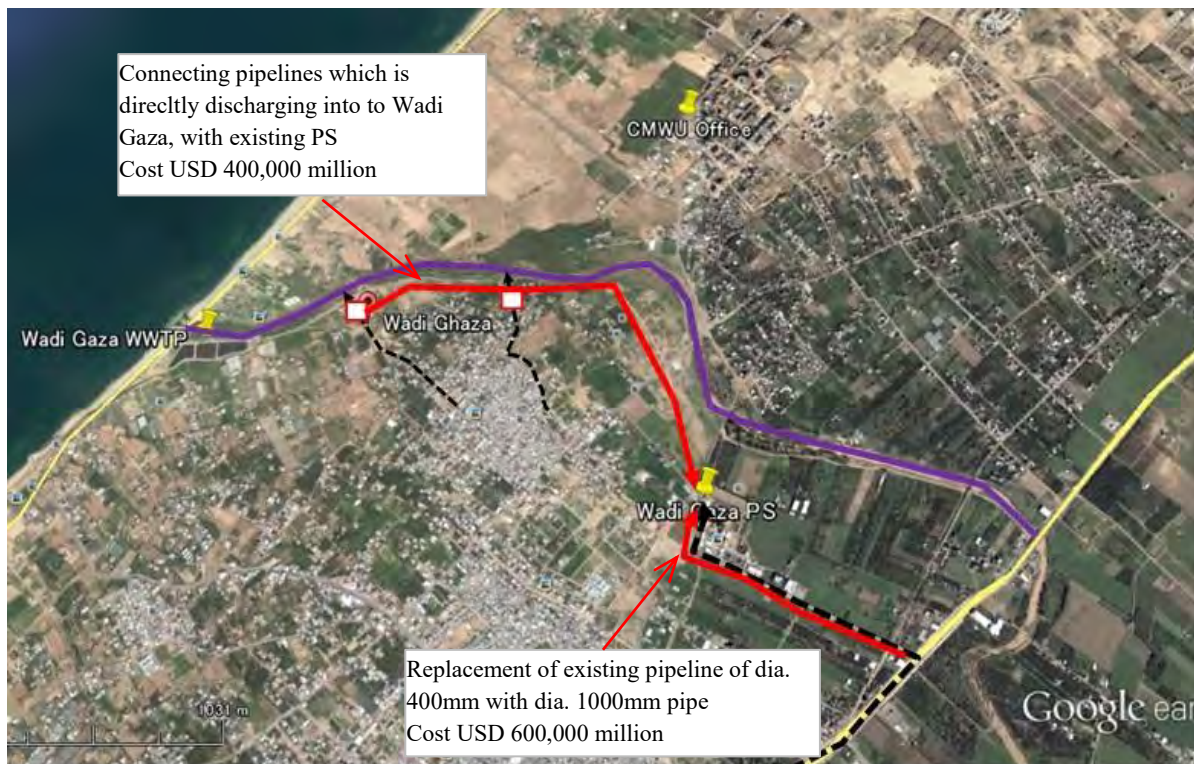 Connecting pipelines which is
direcltly discharging into to Wadi
Gaza, with existing PS
Cost USD 400,000 million
CMWU Office
Wadi Gaza WWTP
Wadi Ghaza
Wadi Gaza PS
Replacement of existing pipeline of dia.
400mm with dia. 1000mm pipe
Cost USD 600,000 million
1031 m
Google ear